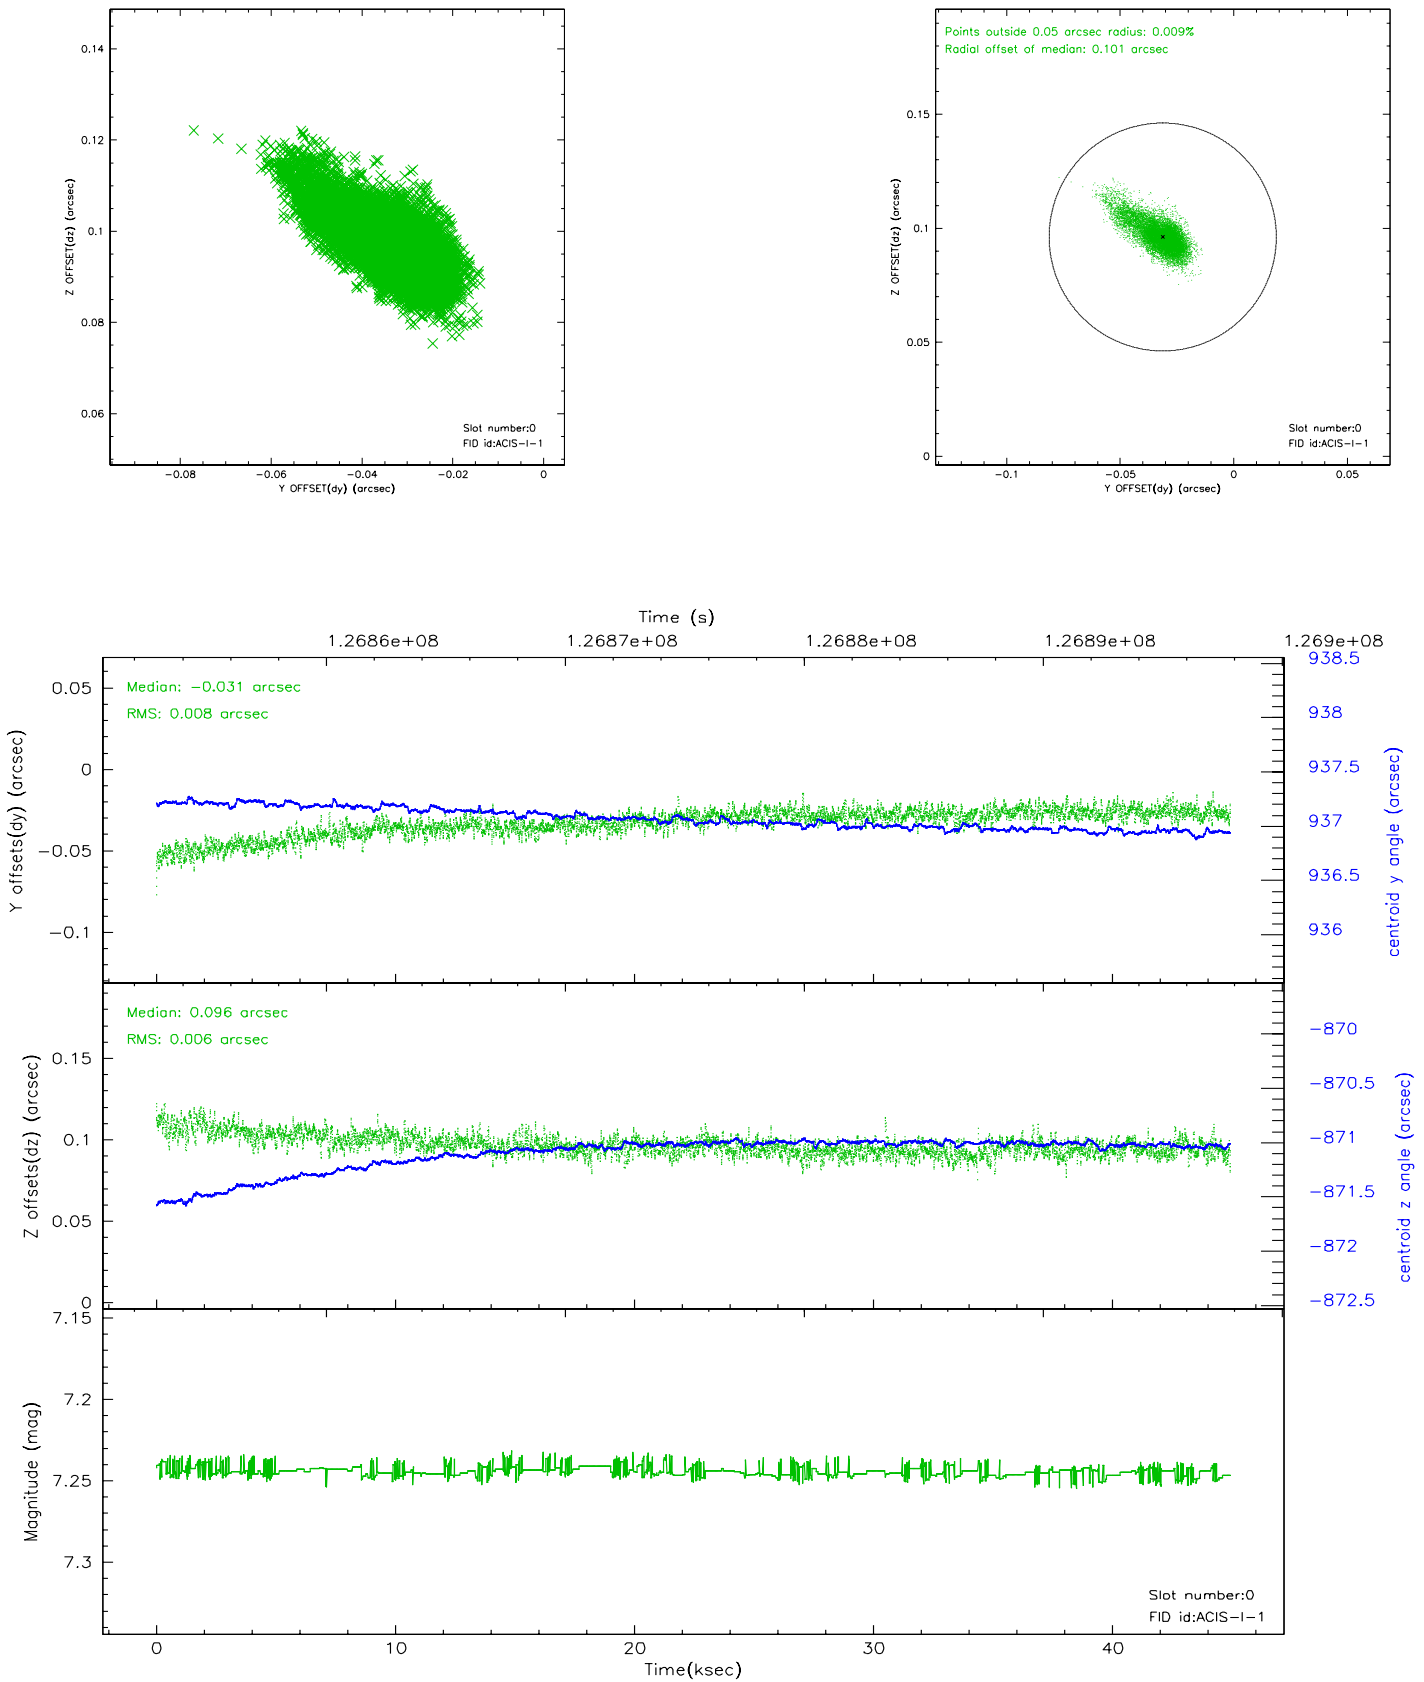 0.14
0.12
0.1
0.08
0.06
Z OFFSET(dz) (arcsec)
Slot number:0
FID id:ACIS-I-1
-0.08
-0.06
-0.04
-0.02
0
Y OFFSET(dy) (arcsec)
Points outside 0.05 arcsec radius: 0.009%
Radial offset of median: 0.101 arcsec
0.15
0.1
0.05
0
Z OFFSET(dz) (arcsec)
Slot number:0
FID id:ACIS-I-1
-0.1
-0.05
0
0.05
Y OFFSET(dy) (arcsec)
Time (s)
1.2686e+08
1.2687e+08
1.2688e+08
1.2689e+08
1.269e+08
Median: -0.031 arcsec
RMS: 0.008 arcsec
0.05
0
-0.05
-0.1
Y offsets(dy) (arcsec)
938.5
938
937.5
937
936.5
936
centroid y angle (arcsec)
Median: 0.096 arcsec
RMS: 0.006 arcsec
0.15
0.1
0.05
0
Z offsets(dz) (arcsec)
-870
-870.5
-871
-871.5
-872
-872.5
centroid z angle (arcsec)
7.15
7.2
7.25
7.3
Magnitude (mag)
Slot number:0
FID id:ACIS-I-1
0
10
20
30
40
Time(ksec)